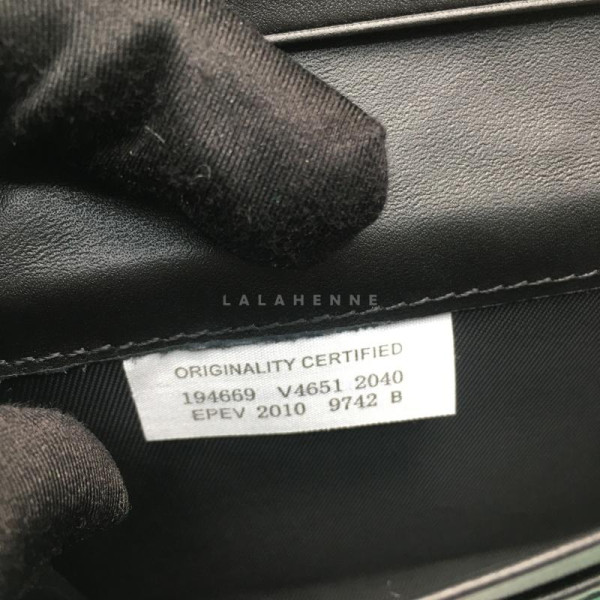 LALAHENNE
ORIGINALITY CERTIFIED
194669 V4651 2040
EPEV 2010 9742 B